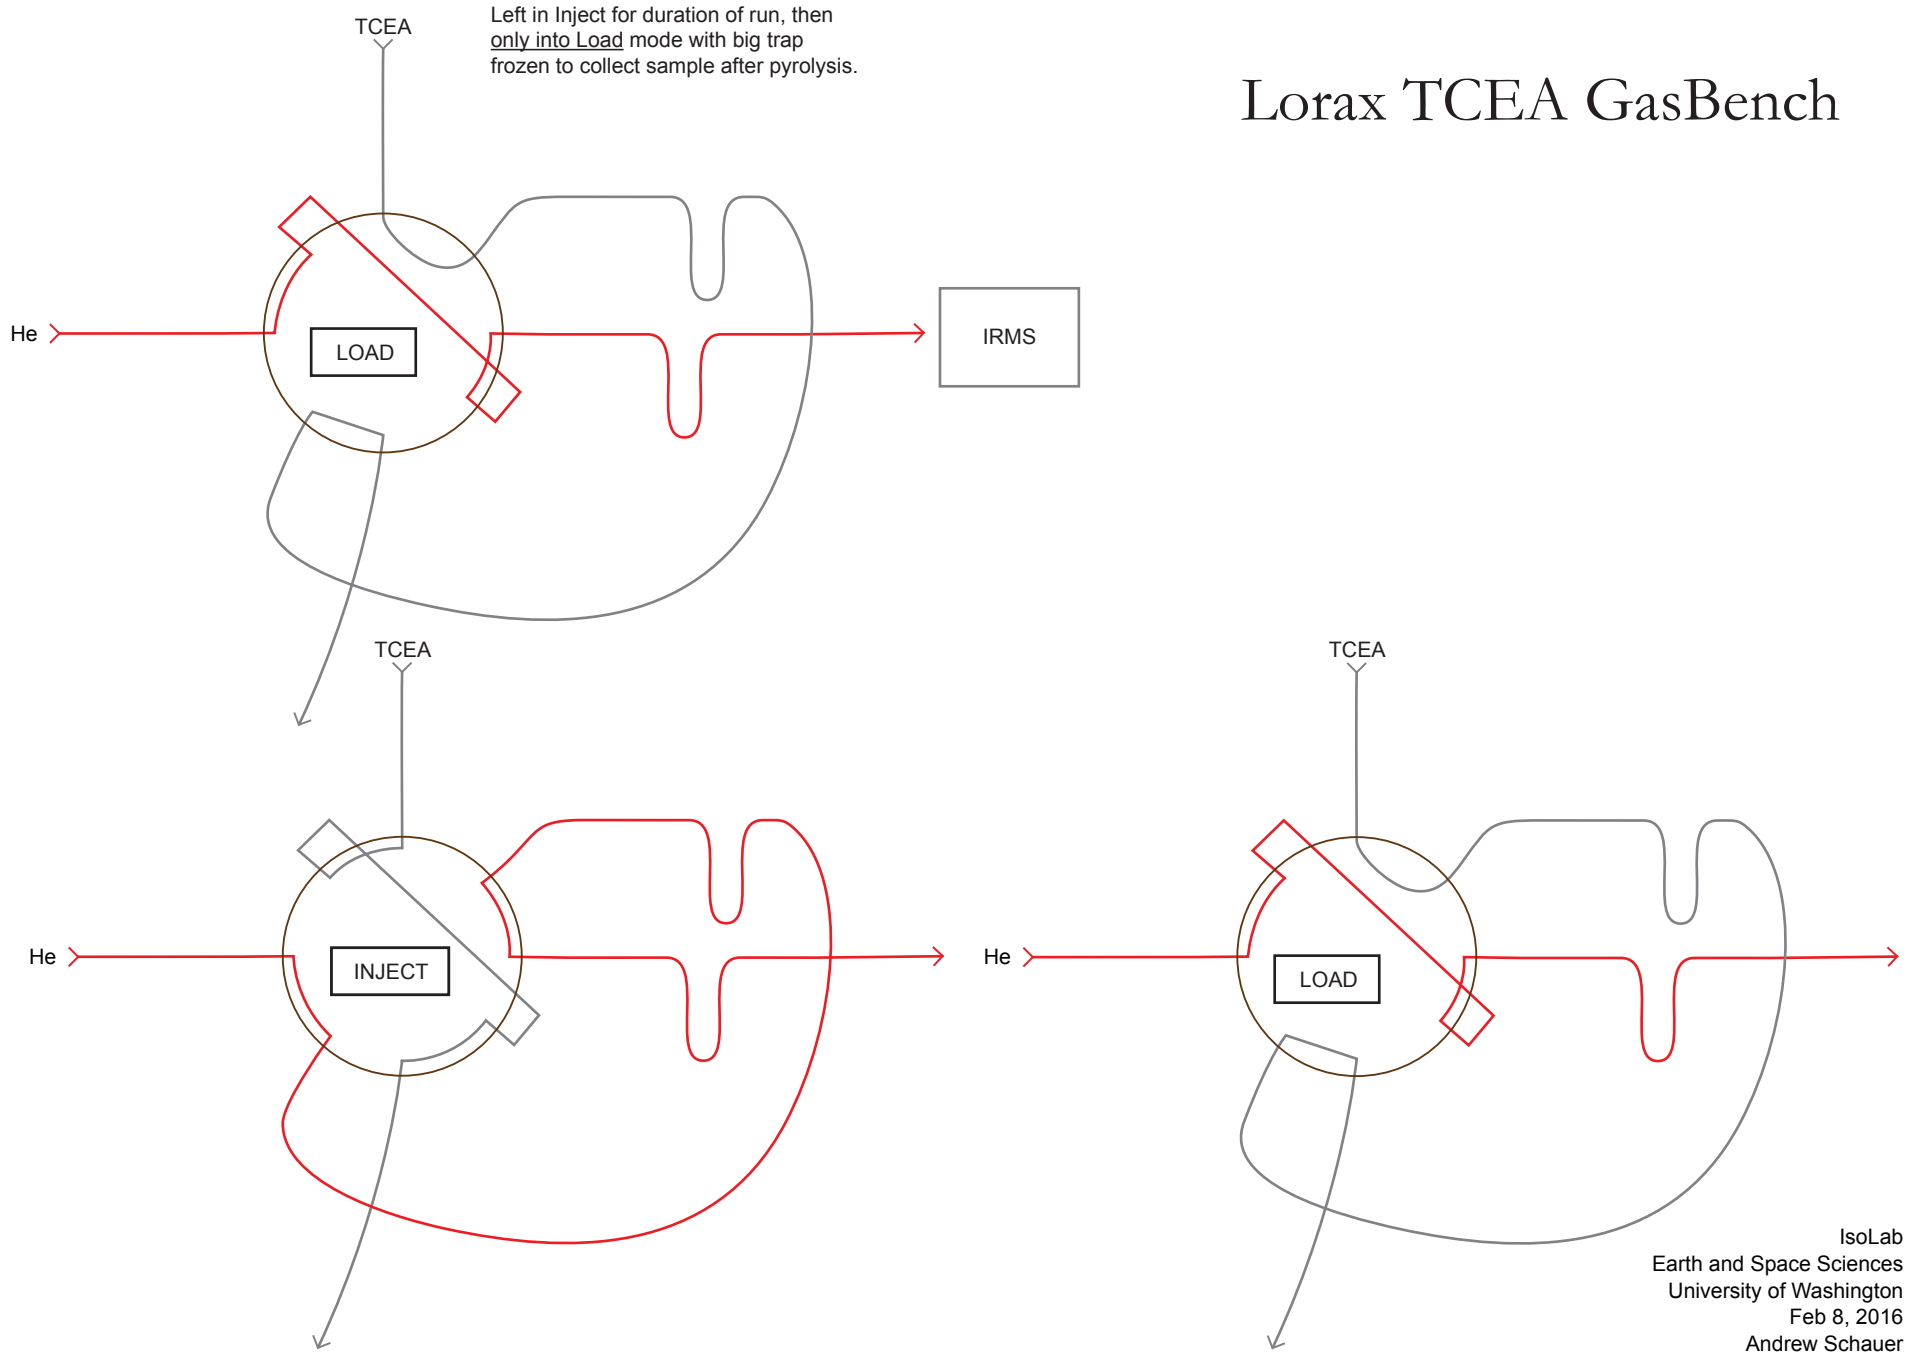 TCEA
Left in Inject for duration of run, then
only into Load mode with big trap
frozen to collect sample after pyrolysis.
Lorax TCEA GasBench
He
LOAD
IRMS
TCEA
TCEA
He
INJECT
He
LOAD
IsoLab
Earth and Space Sciences
University of Washington
Feb 8, 2016
Andrew Schauer